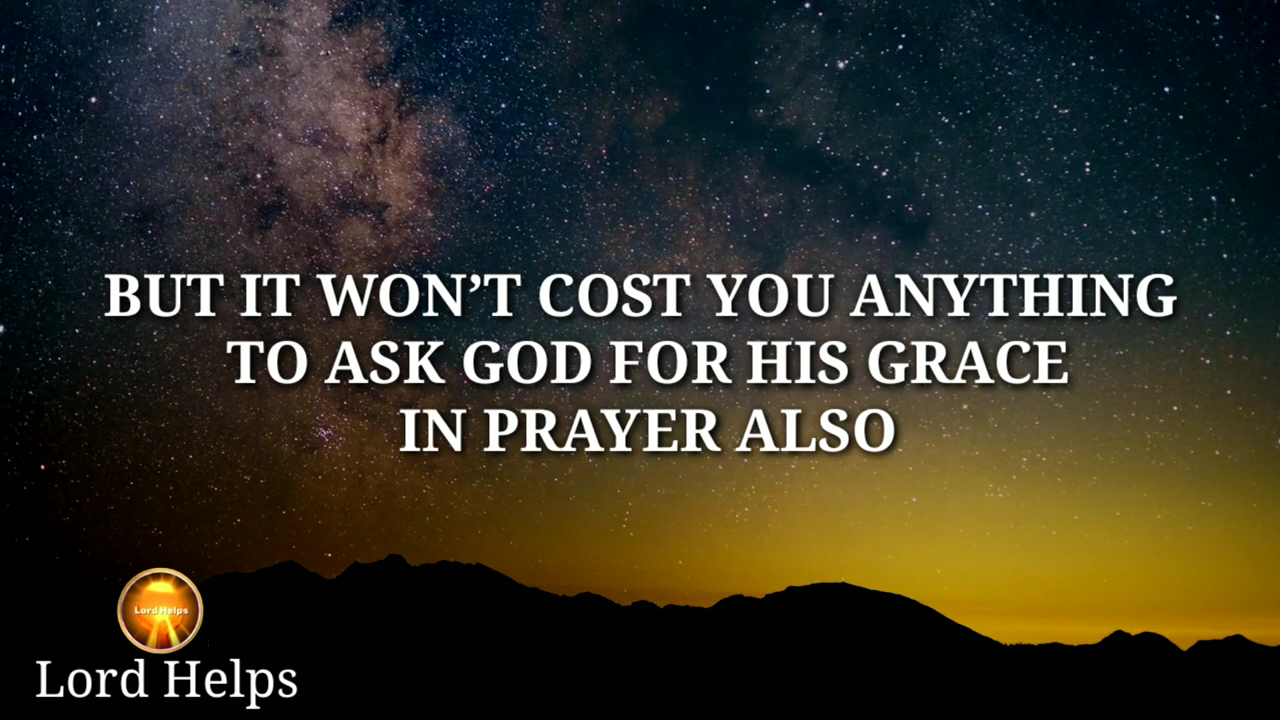 BUT IT WON’T COST YOU ANYTHING
TO ASK GOD FOR HIS GRACE
IN PRAYER ALSO
Lord Helps
Lord Helps